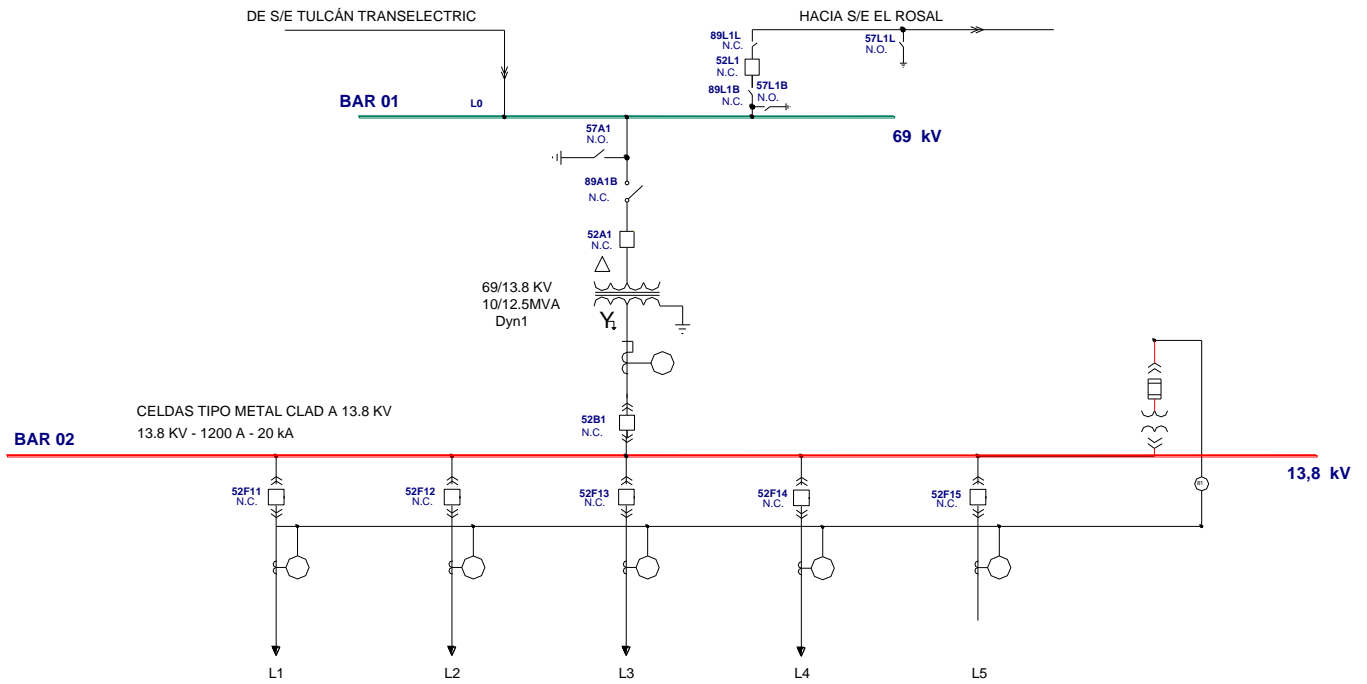 DE S/E TULCÁN TRANSELECTRIC
HACIA S/E EL ROSAL
89L1L
N.C.
57L1L
N.O.
52L1
N.C.
57L1B
N.O.
89L1B
N.C.
BAR 01
L0
69 kV
57A1
N.O.
89A1B
N.C.
52A1
N.C.
69/13.8 KV
10/12.5MVA
Dyn1
Y
CELDAS TIPO METAL CLAD A 13.8 KV
13.8 KV - 1200 A - 20 kA
52B1
N.C.
BAR 02
13,8 kV
52F11
N.C.
52F12
N.C.
52F13
N.C.
52F14
N.C.
52F15
N.C.
L1
L2
L3
L4
L5